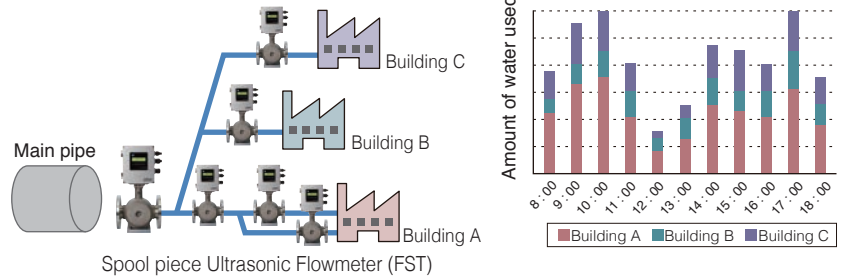 Building C
Building B
Main pipe
Building A
Spool piece Ultrasonic Flowmeter (FST)
Amount of water used
8 : 00
9 : 00
10 : 00
11 : 00
12 : 00
13 : 00
14 : 00
15 : 00
16 : 00
17 : 00
18 : 00
Building A Building B Building C